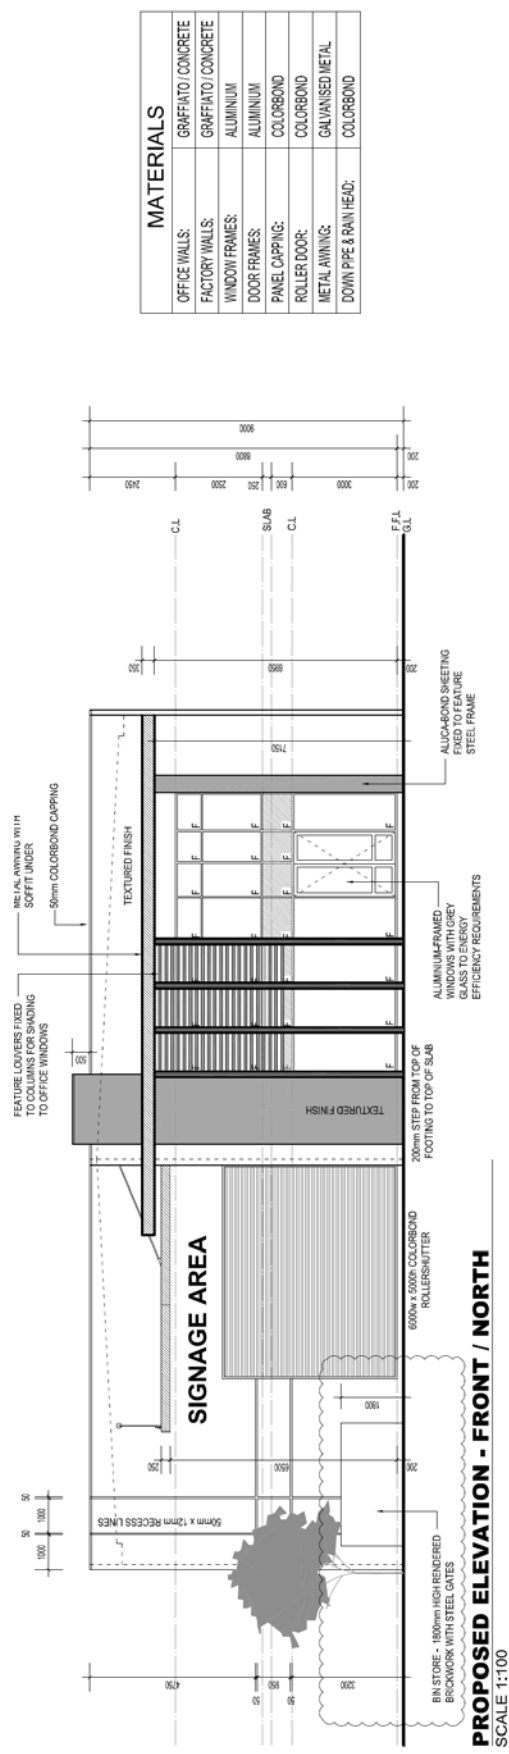 FEATURE LOUVERS FIXED
TO COLUMNS FOR SHADING
TO OFFICE WINDOWS
METAL AWNING WITH
SOFFIT UNDER
50mm COLORBOND CAPPING
50
1000
50
1000
500
TEXTURED FINISH
50mm x 12mm RECESS LINES
SIGNAGE AREA
TEXTURED FINISH
250
6500
200
1800
4750
50
950
50
3200
350
6950
200
7150
F
F
F
F
F
F
F
F
F
F
F
F
C.L
SLAB
C.L
F.F.L
G.L
2450
2500
250
600
3000
200
8800
200
9000
BIN STORE - 1800mm HIGH RENDERED
BRICKWORK WITH STEEL GATES
6000w x 5000h COLORBOND
ROLLERSHUTTER
200mm STEP FROM TOP OF
FOOTING TO TOP OF SLAB
ALUMINIUM-FRAMED
WINDOWS WITH GREY
GLASS TO ENERGY
EFFICIENCY REQUIREMENTS
ALUCA-BOND SHEETING
FIXED TO FEATURE
STEEL FRAME
PROPOSED ELEVATION - FRONT / NORTH
SCALE 1:100
MATERIALS
OFFICE WALLS: GRAFFIATO / CONCRETE
FACTORY WALLS: GRAFFIATO / CONCRETE
WINDOW FRAMES: ALUMINIUM
DOOR FRAMES: ALUMINIUM
PANEL CAPPING: COLORBOND
ROLLER DOOR: COLORBOND
METAL AWNING: GALVANISED METAL
DOWN PIPE & RAIN HEAD: COLORBOND